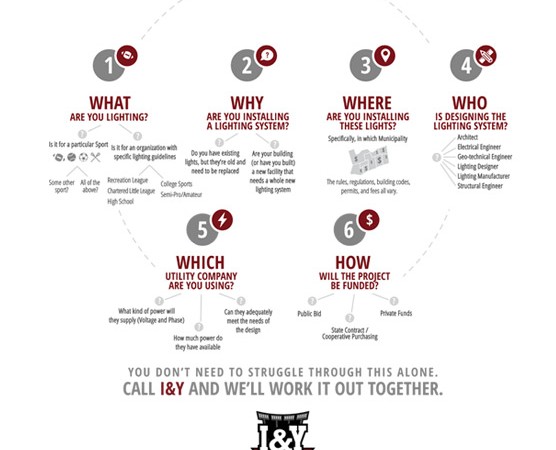 1
WHAT
ARE YOU LIGHTING?
Is it for a particular Sport
Is it for an organization with
specific lighting guidelines
Some other
sport?
All of the
above?
Recreation League
Chartered Little League
High School
College Sports
Semi-Pro/Amateur
2
?
WHY
ARE YOU INSTALLING
A LIGHTING SYSTEM?
Do you have existing
lights, but they're old and
need to be replaced
Are your building
(or have you built)
a new facility that
needs a whole new
lighting system
3
WHERE
ARE YOU INSTALLING
THESE LIGHTS?
Specifically, in which Municipality
The rules, regulations, building codes,
permits, and fees all vary.
4
WHO
IS DESIGNING THE
LIGHTING SYSTEM?
?
Architect
Electrical Engineer
Geo-technical Engineer
Lighting Designer
Lighting Manufacturer
Structural Engineer
5
WHICH
UTILITY COMPANY
ARE YOU USING?
?
What kind of power will
they supply (Voltage and Phase)
?
How much power do
they have available
?
Can they adequately
meet the needs of
the design
6
$
HOW
WILL THE PROJECT
BE FUNDED?
?
Public Bid
?
State Contract /
Cooperative Purchasing
?
Private Funds
YOU DON'T NEED TO STRUGGLE THROUGH THIS ALONE.
CALL I&Y AND WE'LL WORK IT OUT TOGETHER.
I&Y